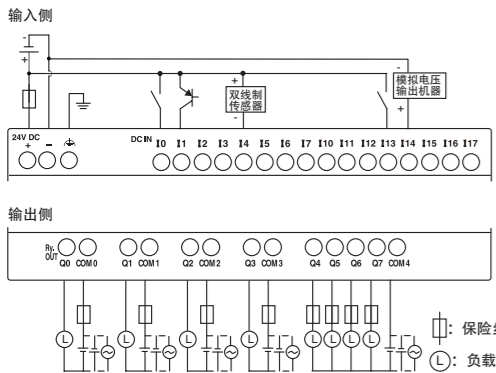 输入侧
-
+
+
双线制
传感器
-
-
模拟电压
输出机器
+
24V DC
+ -
DC IN I0 I1 I2 I3 I4 I5 I6 I7 I10 I11 I12 I13 I14 I15 I16 I17
输出侧
Ry.
OUT
Q0 COM0 Q1 COM1 Q2 COM2 Q3 COM3 Q4 Q5 Q6 Q7 COM4
L L L L L L L L
: 保险
L : 负载